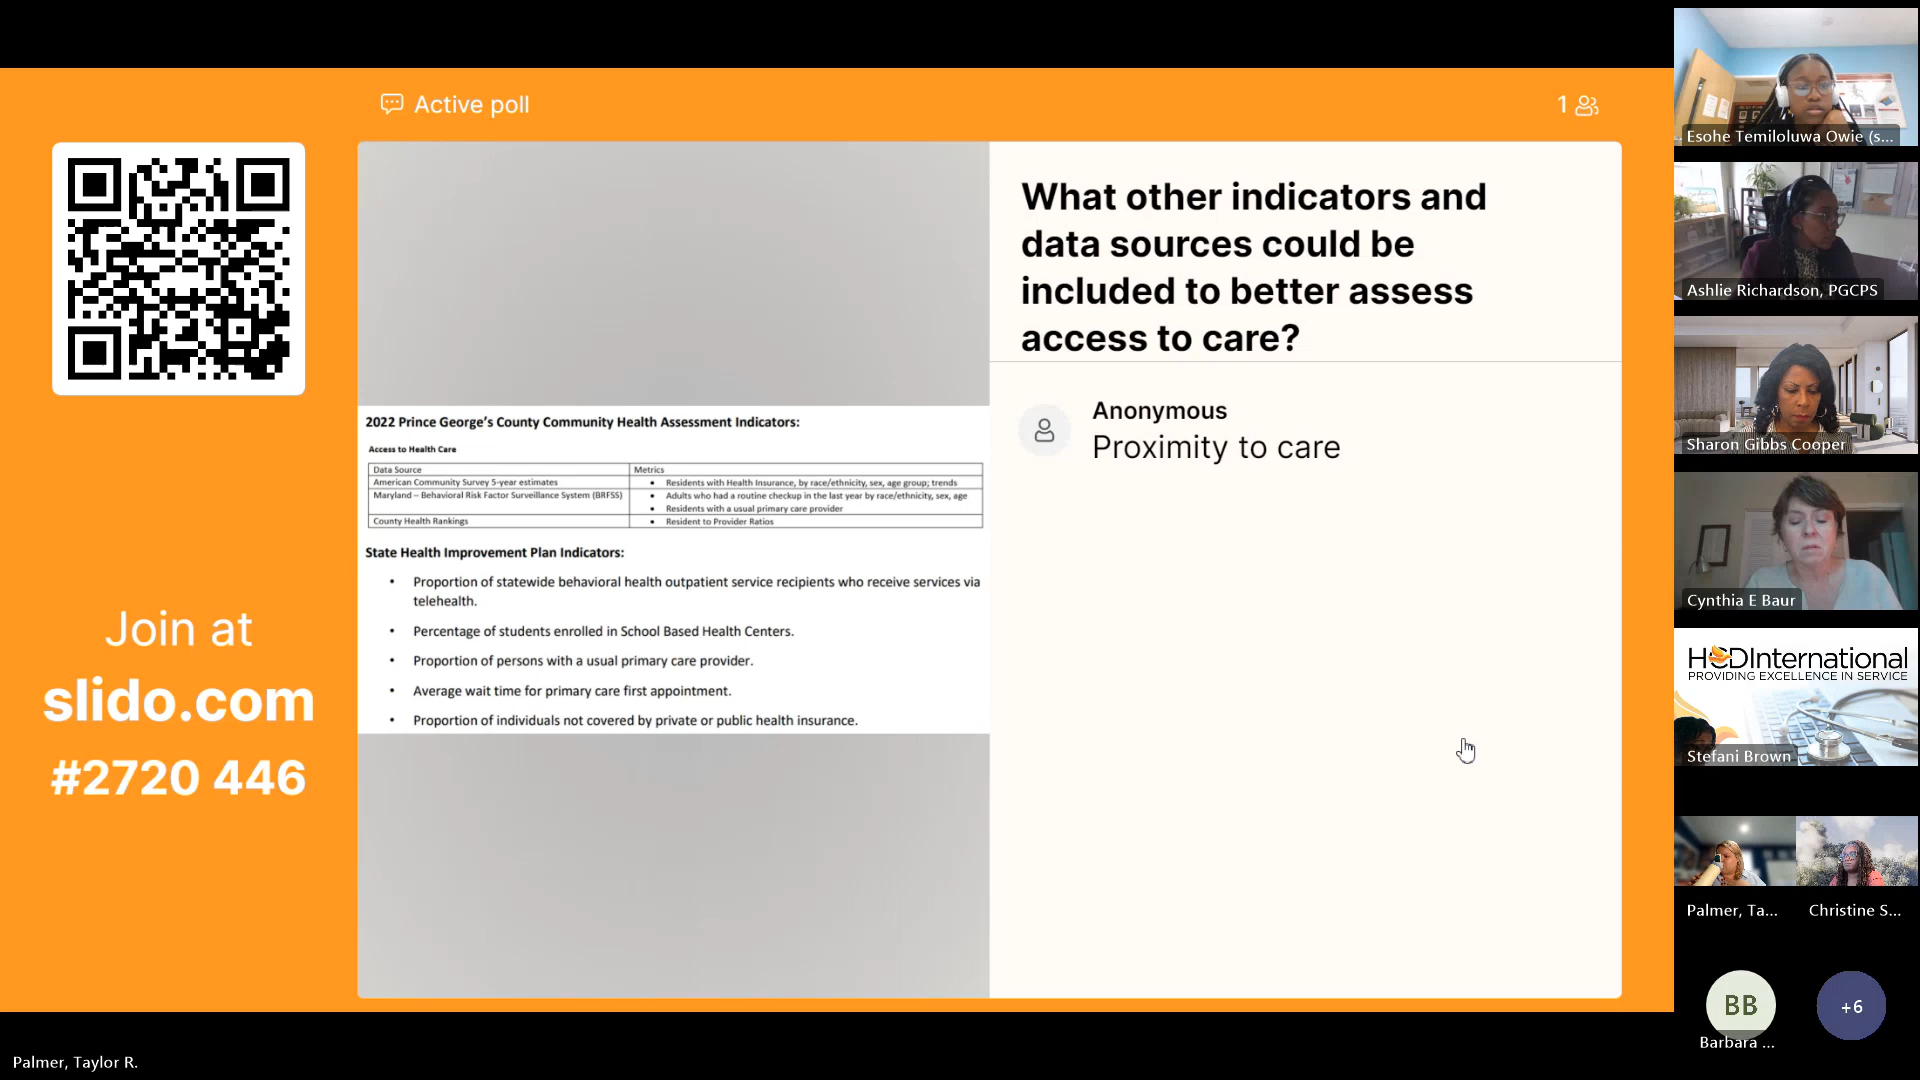 Active poll
1
Join at
slido.com
#2720 446
2022 Prince George's County Community Health Assessment Indicators:
Access to Health Care
Data Source
Metrics
American Community Survey 5-year estimates
• Residents with Health Insurance, by race/ethnicity, sex, age group; trends
Maryland – Behavioral Risk Factor Surveillance System (BRFSS)
• Adults who had a routine checkup in the last year by race/ethnicity, sex, age
• Residents with a usual primary care provider
County Health Rankings
• Resident to Provider Ratios
State Health Improvement Plan Indicators:
• Proportion of statewide behavioral health outpatient service recipients who receive services via
telehealth.
• Percentage of students enrolled in School Based Health Centers.
• Proportion of persons with a usual primary care provider.
• Average wait time for primary care first appointment.
• Proportion of individuals not covered by private or public health insurance.
What other indicators and
data sources could be
included to better assess
access to care?
Anonymous
Proximity to care
Esohe Temiloluwa Owie (s...
Ashlie Richardson, PGCPS
Sharon Gibbs Cooper
Cynthia E Baur
HSDInternational
PROVIDING EXCELLENCE IN SERVICE
Stefani Brown
Palmer, Ta...
Christine S...
BB
+6
Barbara ...
Palmer, Taylor R.